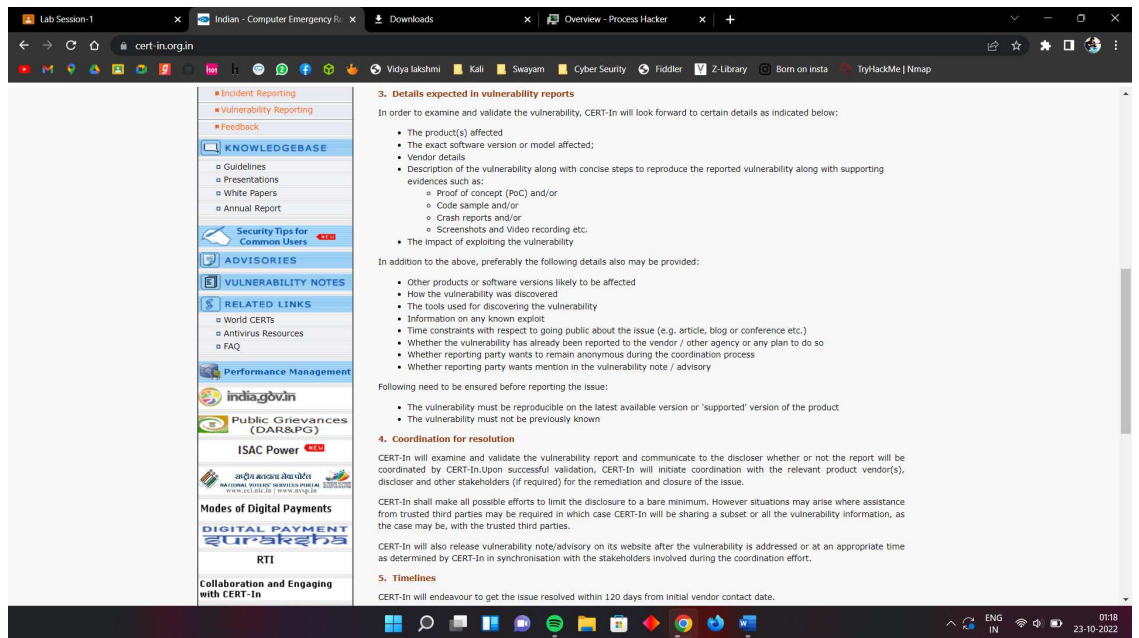 Lab Session-1
Indian - Computer Emergency Re
Downloads
Overview - Process Hacker
cert-in.org.in
Vidya lakshmi
Kali
Swayam
Cyber Seurity
Fiddler
Z-Library
Born on insta
TryHackMe | Nmap
Incident Reporting
Vulnerability Reporting
Feedback
KNOWLEDGEBASE
Guidelines
Presentations
White Papers
Annual Report
Security Tips for
Common Users NEW
ADVISORIES
VULNERABILITY NOTES
RELATED LINKS
World CERTs
Antivirus Resources
FAQ
Performance Management
india.gov.in
Public Grievances
(DAR&PG)
ISAC Power NEW
NATIONAL VOTERS' SERVICES PORTAL
www.eci.nic.in | www.nvsp.in
Modes of Digital Payments
DIGITAL PAYMENT
suraksha
RTI
Collaboration and Engaging
with CERT-In
3. Details expected in vulnerability reports
In order to examine and validate the vulnerability, CERT-In will look forward to certain details as indicated below:
• The product(s) affected
• The exact software version or model affected;
• Vendor details
• Description of the vulnerability along with concise steps to reproduce the reported vulnerability along with supporting
evidences such as:
◦ Proof of concept (PoC) and/or
◦ Code sample and/or
◦ Crash reports and/or
◦ Screenshots and Video recording etc.
• The impact of exploiting the vulnerability
In addition to the above, preferably the following details also may be provided:
• Other products or software versions likely to be affected
• How the vulnerability was discovered
• The tools used for discovering the vulnerability
• Information on any known exploit
• Time constraints with respect to going public about the issue (e.g. article, blog or conference etc.)
• Whether the vulnerability has already been reported to the vendor / other agency or any plan to do so
• Whether reporting party wants to remain anonymous during the coordination process
• Whether reporting party wants mention in the vulnerability note / advisory
Following need to be ensured before reporting the issue:
• The vulnerability must be reproducible on the latest available version or 'supported' version of the product
• The vulnerability must not be previously known
4. Coordination for resolution
CERT-In will examine and validate the vulnerability report and communicate to the discloser whether or not the report will be
coordinated by CERT-In.Upon successful validation, CERT-In will initiate coordination with the relevant product vendor(s),
discloser and other stakeholders (if required) for the remediation and closure of the issue.
CERT-In shall make all possible efforts to limit the disclosure to a bare minimum. However situations may arise where assistance
from trusted third parties may be required in which case CERT-In will be sharing a subset or all the vulnerability information, as
the case may be, with the trusted third parties.
CERT-In will also release vulnerability note/advisory on its website after the vulnerability is addressed or at an appropriate time
as determined by CERT-In in synchronisation with the stakeholders involved during the coordination effort.
5. Timelines
CERT-In will endeavour to get the issue resolved within 120 days from initial vendor contact date.
ENG
IN
01:18
23-10-2022